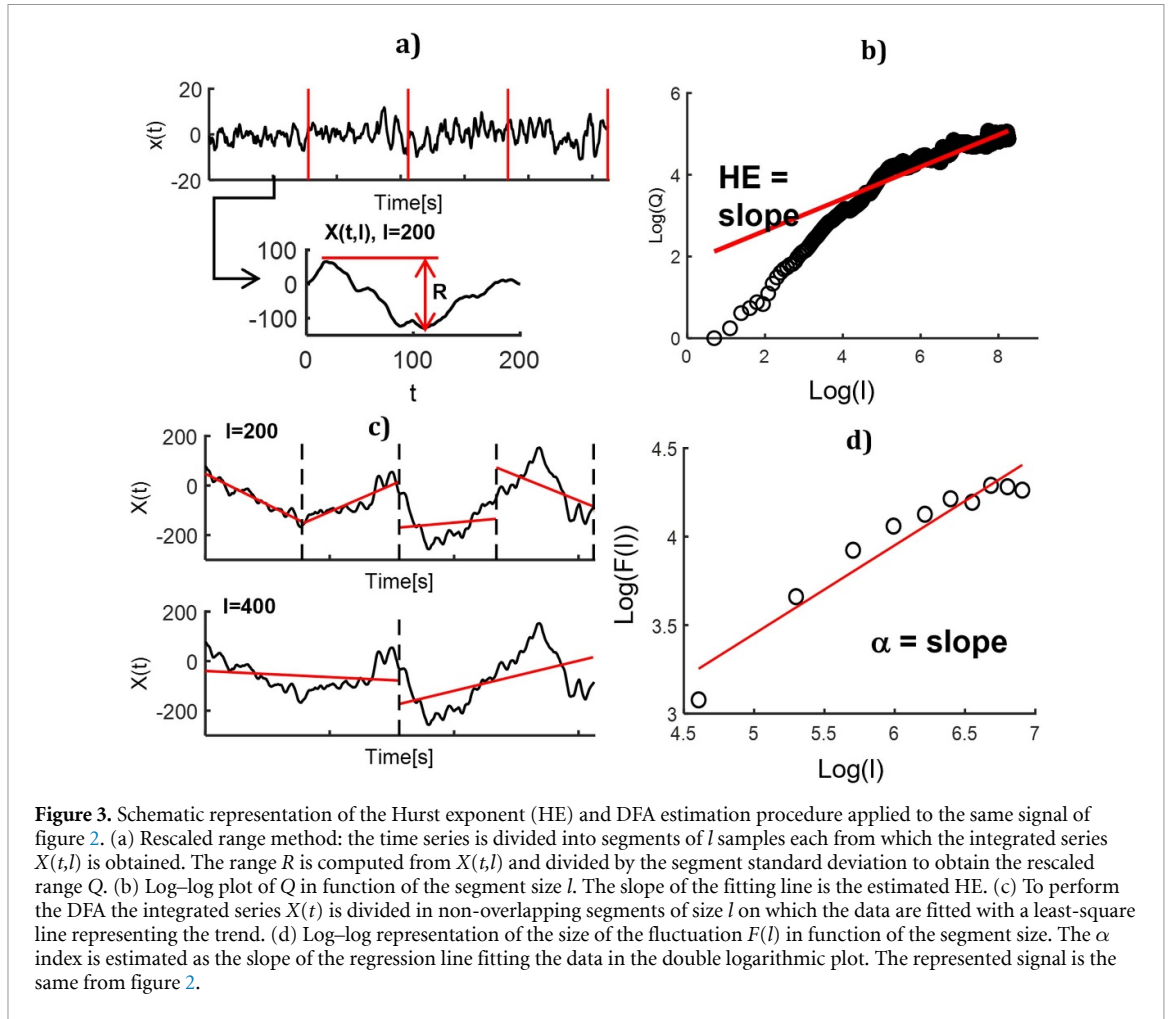 a)
20
0
-20
x(t)
Time[s]
X(t,l), l=200
100
0
-100
R
0
100
200
t
b)
6
4
2
0
Log(Q)
HE =
slope
0
2
4
6
8
Log(l)
c)
l=200
200
0
-200
X(t)
Time[s]
l=400
200
0
-200
X(t)
Time[s]
d)
4.5
4
3.5
3
Log(F(l))
α = slope
4.5
5
5.5
6
6.5
7
Log(l)
Figure 3. Schematic representation of the Hurst exponent (HE) and DFA estimation procedure applied to the same signal of
figure 2. (a) Rescaled range method: the time series is divided into segments of l samples each from which the integrated series
X(t,l) is obtained. The range R is computed from X(t,l) and divided by the segment standard deviation to obtain the rescaled
range Q. (b) Log–log plot of Q in function of the segment size l. The slope of the fitting line is the estimated HE. (c) To perform
the DFA the integrated series X(t) is divided in non-overlapping segments of size l on which the data are fitted with a least-square
line representing the trend. (d) Log–log representation of the size of the fluctuation F(l) in function of the segment size. The α
index is estimated as the slope of the regression line fitting the data in the double logarithmic plot. The represented signal is the
same from figure 2.